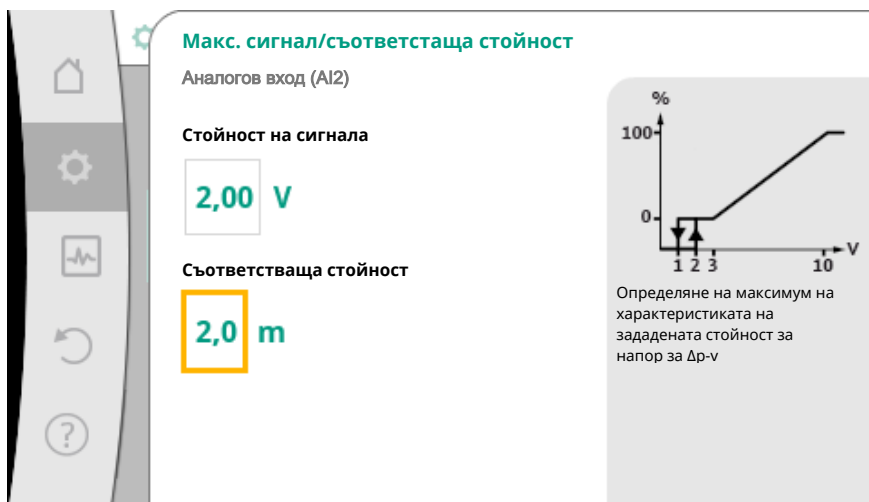 Макс. сигнал/съответстаща стойност
Аналогов вход (AI2)
Стойност на сигнала
2,00 V
Съответстваща стойност
2,0 m
%
100
0
1 2 3 10 V
Определяне на максимум на
характеристиката на
зададената стойност за
напор за Δp-v
?